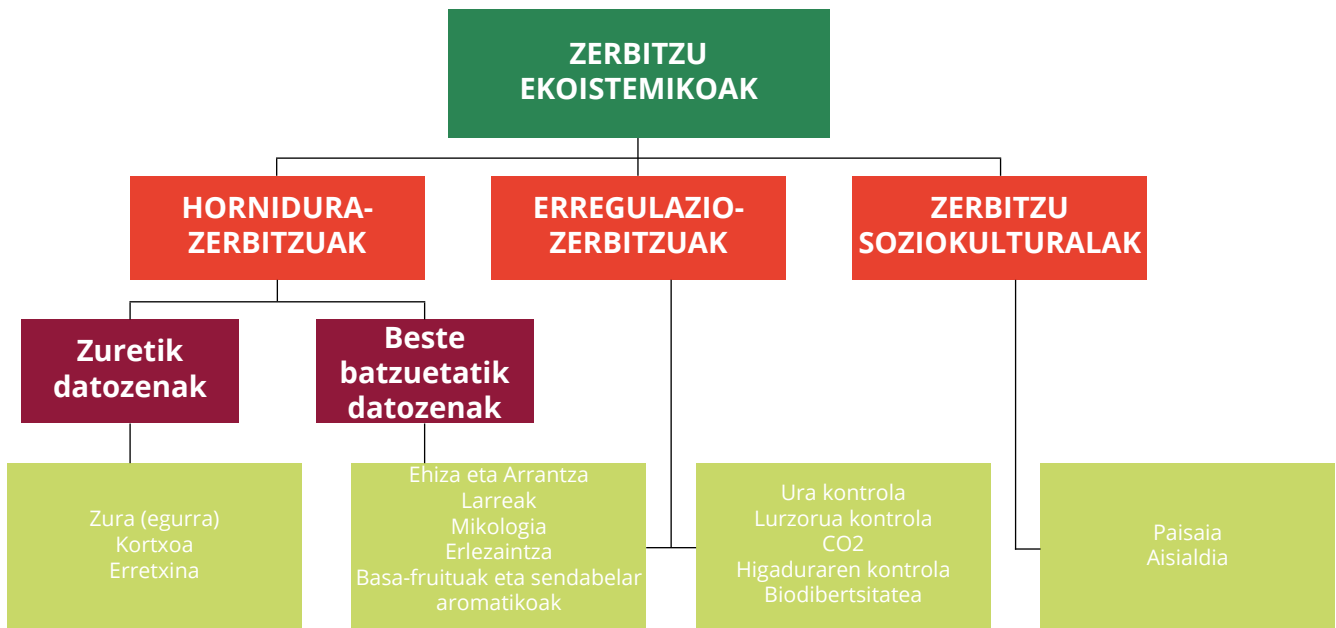 ZERBITZU
EKOISTEMIKOAK
HORNIDURA-
ZERBITZUAK
ERREGULAZIO-
ZERBITZUAK
ZERBITZU
SOZIOKULTURALAK
Zuretik
datozenak
Beste
batzuetatik
datozenak
Zura (egurra)
Kortxoa
Erretxina
Ehiza eta Arrantza
Larreak
Mikologia
Erlezaintza
Basa-fruituak eta sendabelar
aromatikoak
Ura kontrola
Lurzorua kontrola
CO2
Higaduraren kontrola
Biodibertsitatea
Paisaia
Aisialdia